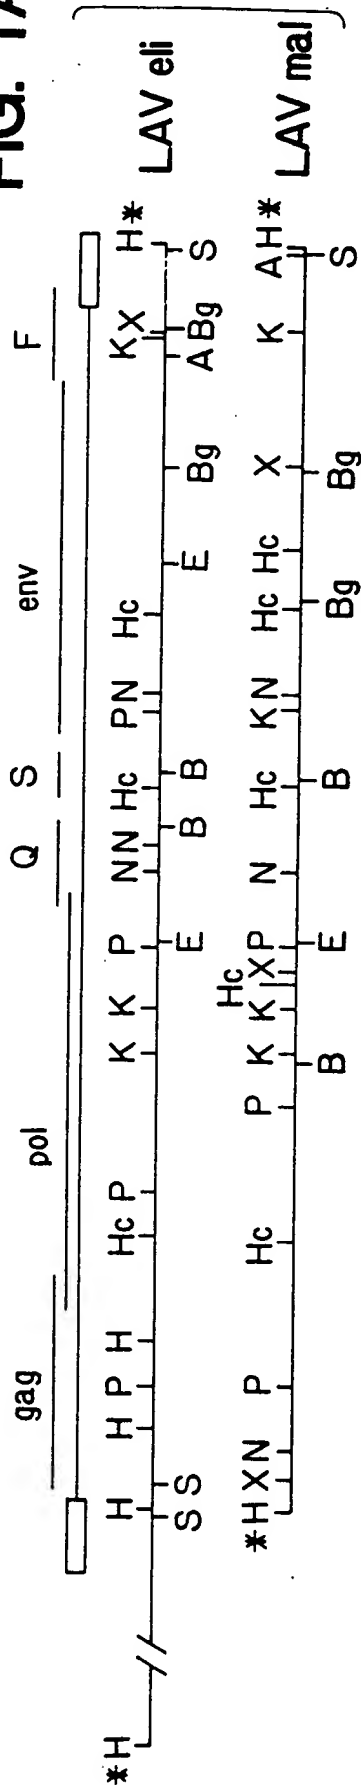 FIG. 1A
gag pol Q S env F
*H H H P H Hc P K K P N N Hc P N Hc K X H*
LAV eli
S S E B B E Bg A Bg S
*H X N P Hc P K K Hc X P N Hc K N Hc Hc X K A H*
LAV mal
B E B Bg Bg S